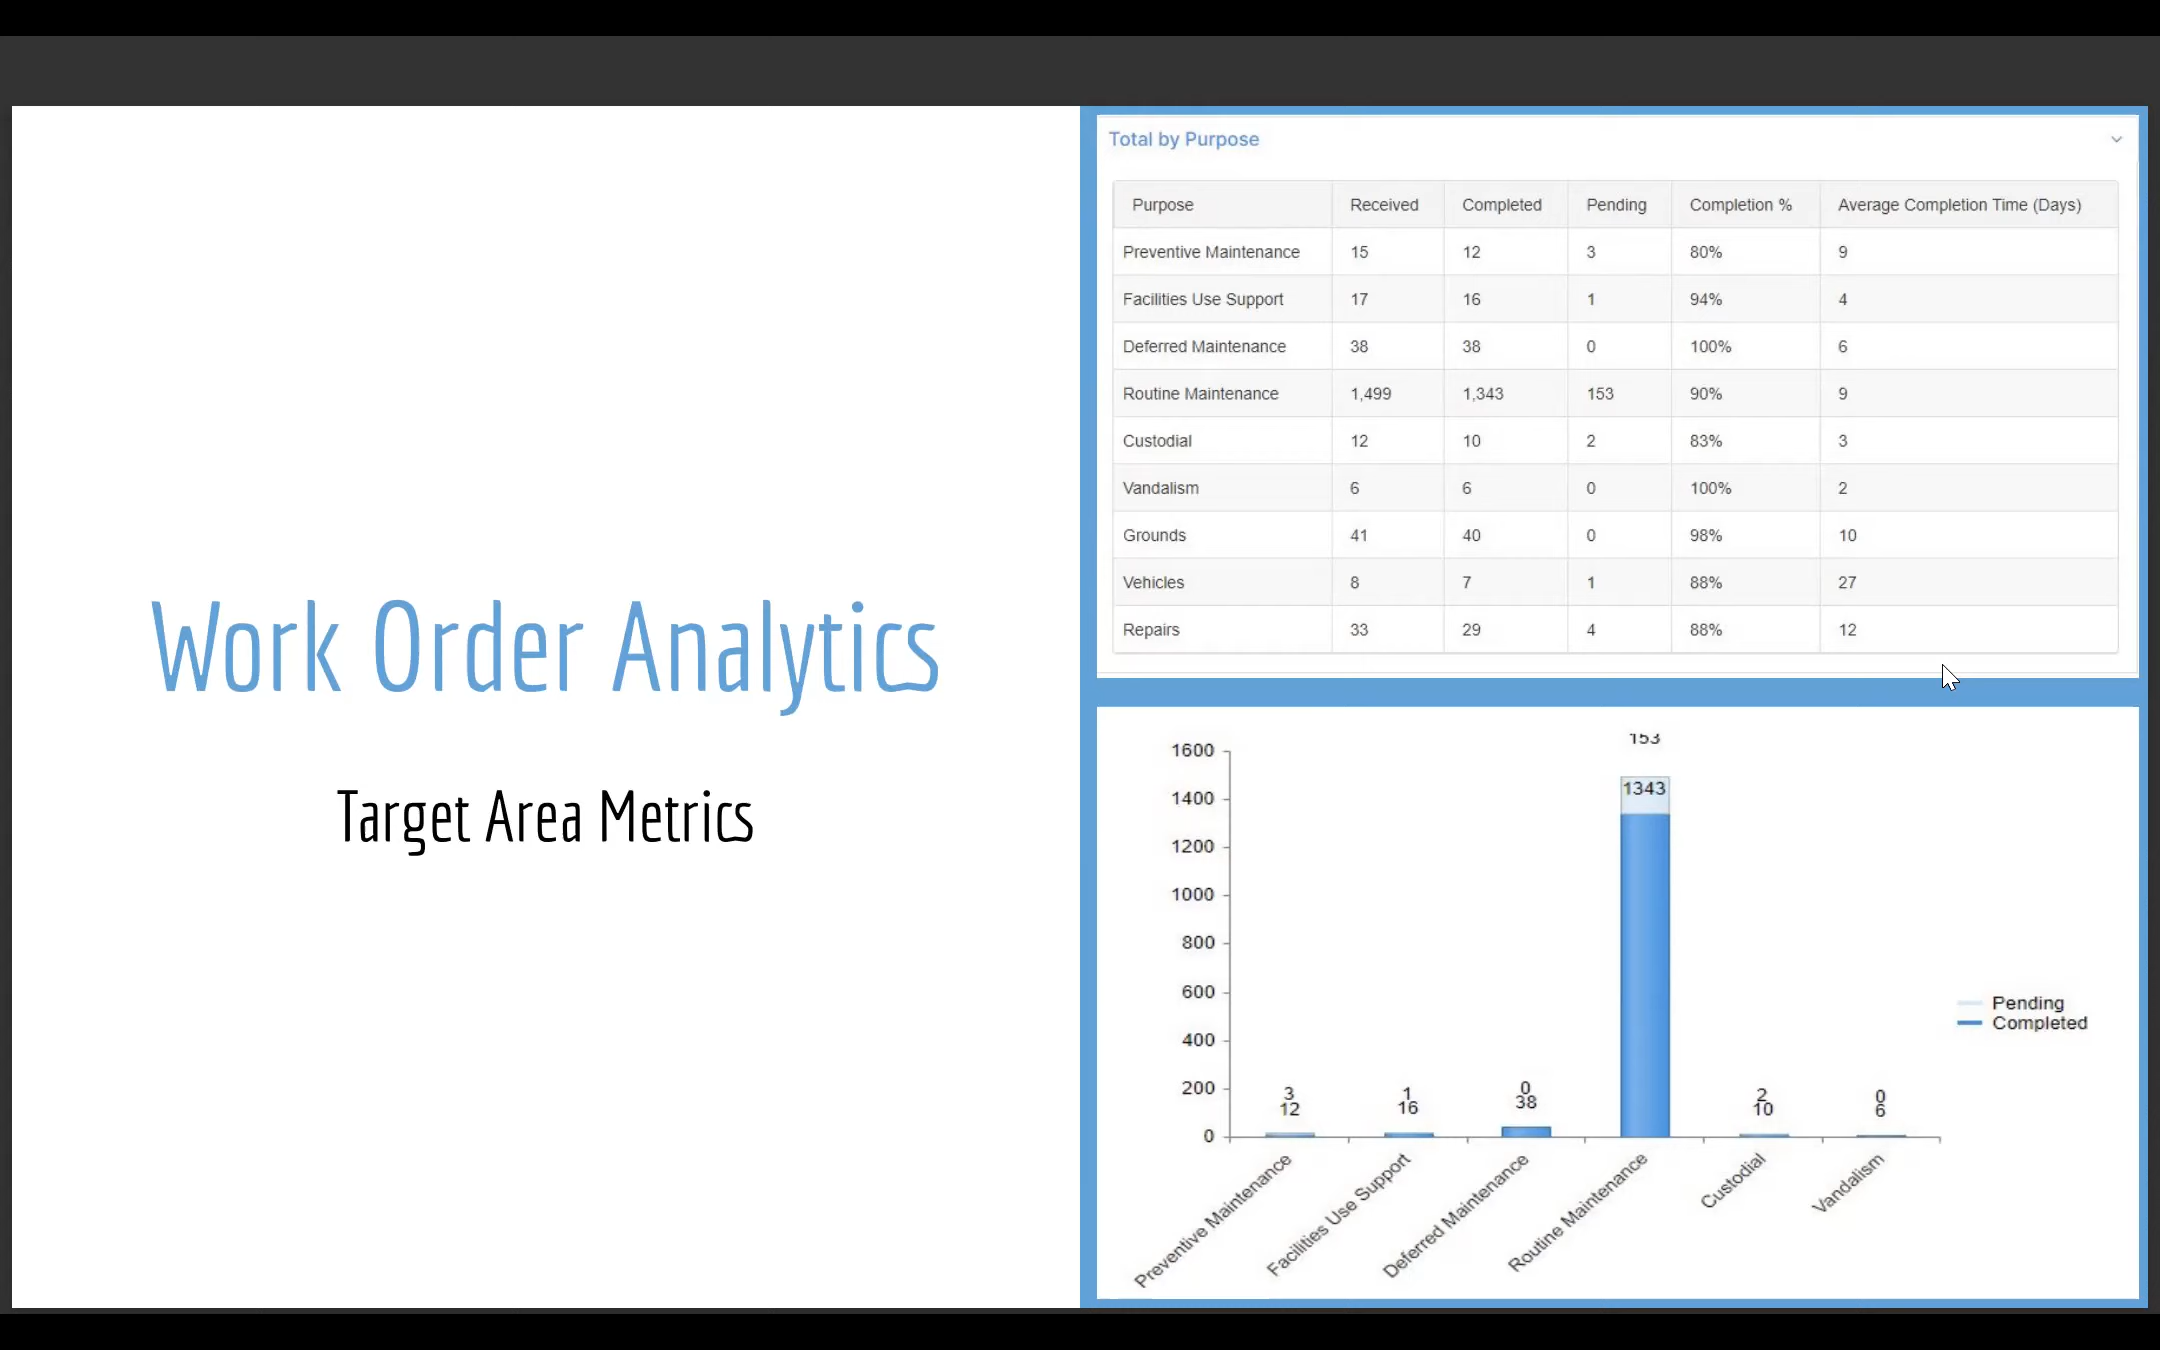 Work Order Analytics
Target Area Metrics
Total by Purpose
Purpose Received Completed Pending Completion % Average Completion Time (Days)
Preventive Maintenance 15 12 3 80% 9
Facilities Use Support 17 16 1 94% 4
Deferred Maintenance 38 38 0 100% 6
Routine Maintenance 1,499 1,343 153 90% 9
Custodial 12 10 2 83% 3
Vandalism 6 6 0 100% 2
Grounds 41 40 0 98% 10
Vehicles 8 7 1 88% 27
Repairs 33 29 4 88% 12
153
1600
1343
1400
1200
1000
800
600
Pending
Completed
400
200
3 1 0 2 0
12 16 38 10 6
0
Preventive Maintenance
Facilities Use Support
Deferred Maintenance
Routine Maintenance
Custodial
Vandalism